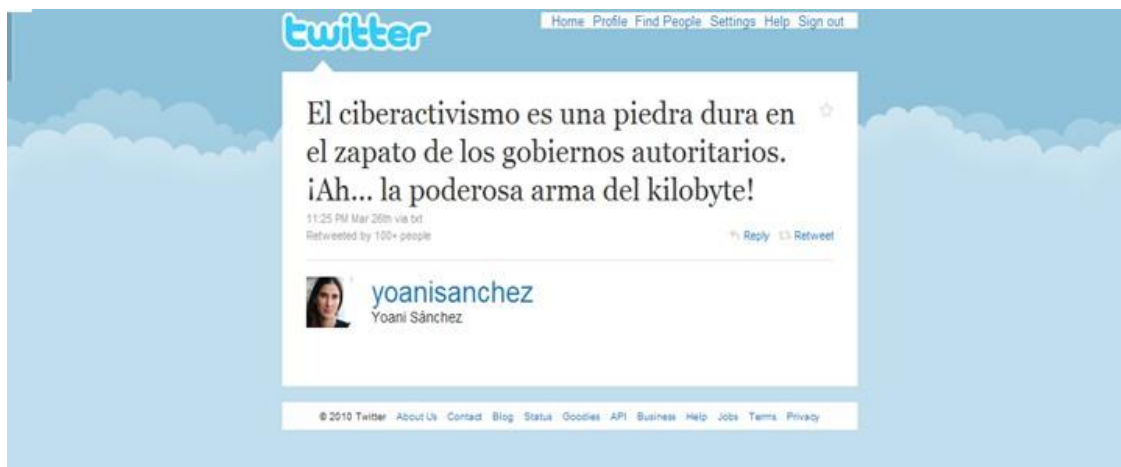 twitter
Home Profile Find People Settings Help Sign out
El ciberactivismo es una piedra dura en
el zapato de los gobiernos autoritarios.
¡Ah... la poderosa arma del kilobyte!
11:25 PM Mar 26th via txt
Retweeted by 100+ people
Reply Retweet
yoanisanchez
Yoani Sánchez
© 2010 Twitter About Us Contact Blog Status Goodies API Business Help Jobs Terms Privacy